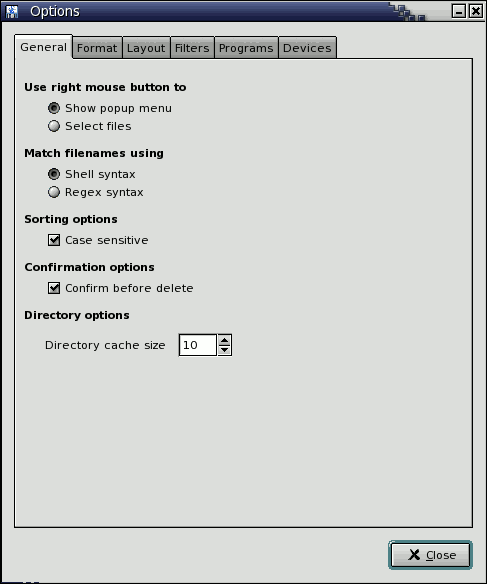 Options
General Format Layout Filters Programs Devices
Use right mouse button to
Show popup menu
Select files
Match filenames using
Shell syntax
Regex syntax
Sorting options
Case sensitive
Confirmation options
Confirm before delete
Directory options
Directory cache size 10
Close